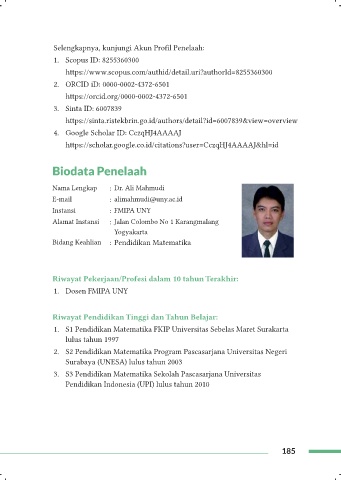 Selengkapnya, kunjungi Akun Profil Penelaah:
1. Scopus ID: 8255360300
https://www.scopus.com/authid/detail.uri?authorId=8255360300
2. ORCID iD: 0000-0002-4372-6501
https://orcid.org/0000-0002-4372-6501
3. Sinta ID: 6007839
https://sinta.ristekbrin.go.id/authors/detail?id=6007839&view=overview
4. Google Scholar ID: CczqHJ4AAAAJ
https://scholar.google.co.id/citations?user=CczqHJ4AAAAJ&hl=id
Biodata Penelaah
Nama Lengkap : Dr. Ali Mahmudi
E-mail : alimahmudi@uny.ac.id
Instansi : FMIPA UNY
Alamat Instansi : Jalan Colombo No 1 Karangmalang
Yogyakarta
Bidang Keahlian : Pendidikan Matematika
Riwayat Pekerjaan/Profesi dalam 10 tahun Terakhir:
1. Dosen FMIPA UNY
Riwayat Pendidikan Tinggi dan Tahun Belajar:
1. S1 Pendidikan Matematika FKIP Universitas Sebelas Maret Surakarta
lulus tahun 1997
2. S2 Pendidikan Matematika Program Pascasarjana Universitas Negeri
Surabaya (UNESA) lulus tahun 2003
3. S3 Pendidikan Matematika Sekolah Pascasarjana Universitas
Pendidikan Indonesia (UPI) lulus tahun 2010
185